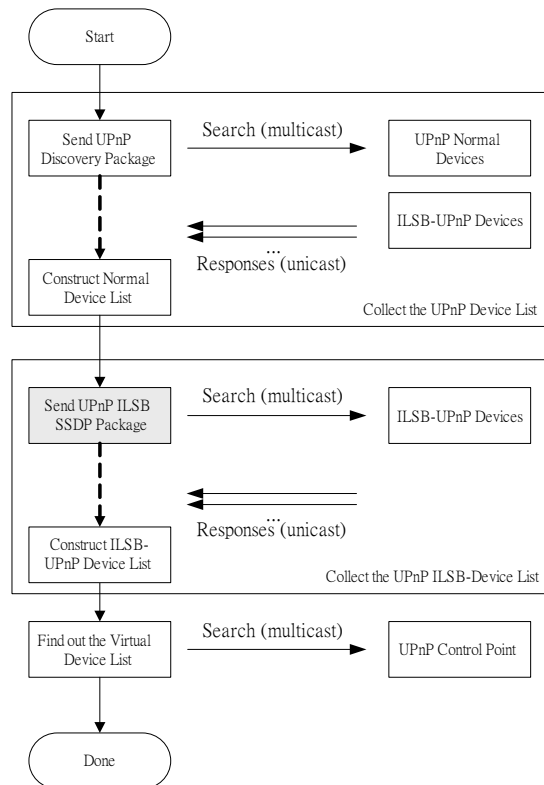 Start
Send UPnP
Discovery Package
Search (multicast)
UPnP Normal
Devices
ILSB-UPnP Devices
...
Responses (unicast)
Construct Normal
Device List
Collect the UPnP Device List
Send UPnP ILSB
SSDP Package
Search (multicast)
ILSB-UPnP Devices
...
Responses (unicast)
Construct ILSB-
UPnP Device List
Collect the UPnP ILSB-Device List
Find out the Virtual
Device List
Search (multicast)
UPnP Control Point
Done